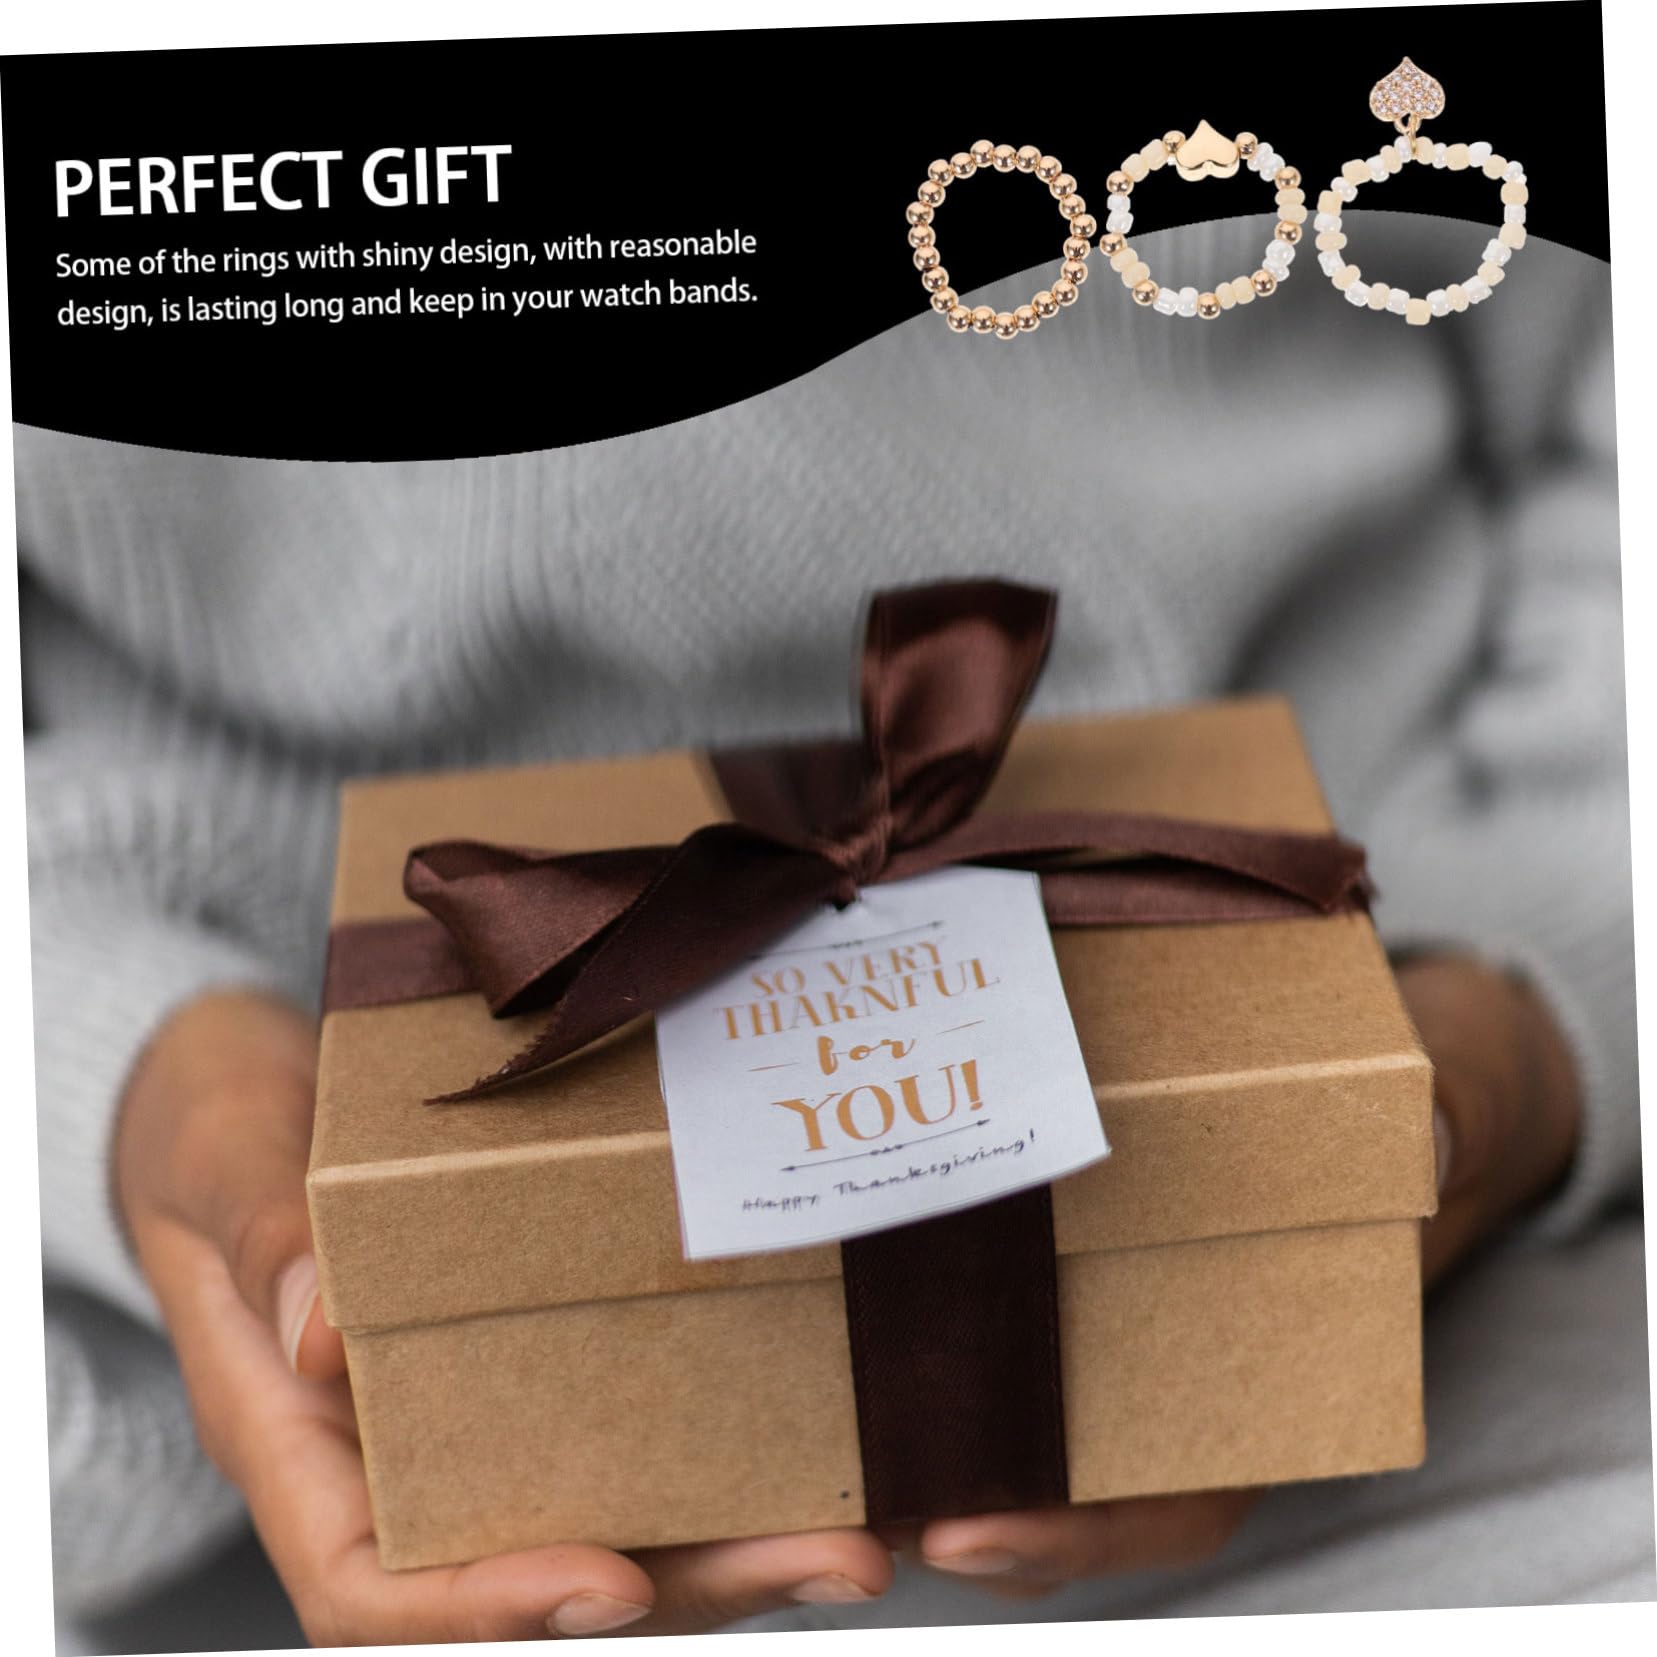 PERFECT GIFT
Some of the rings with shiny design, with reasonable
design, is lasting long and keep in your watch bands.
SO VERY
THAKNFUL
for
YOU!
Happy Thanksgiving!